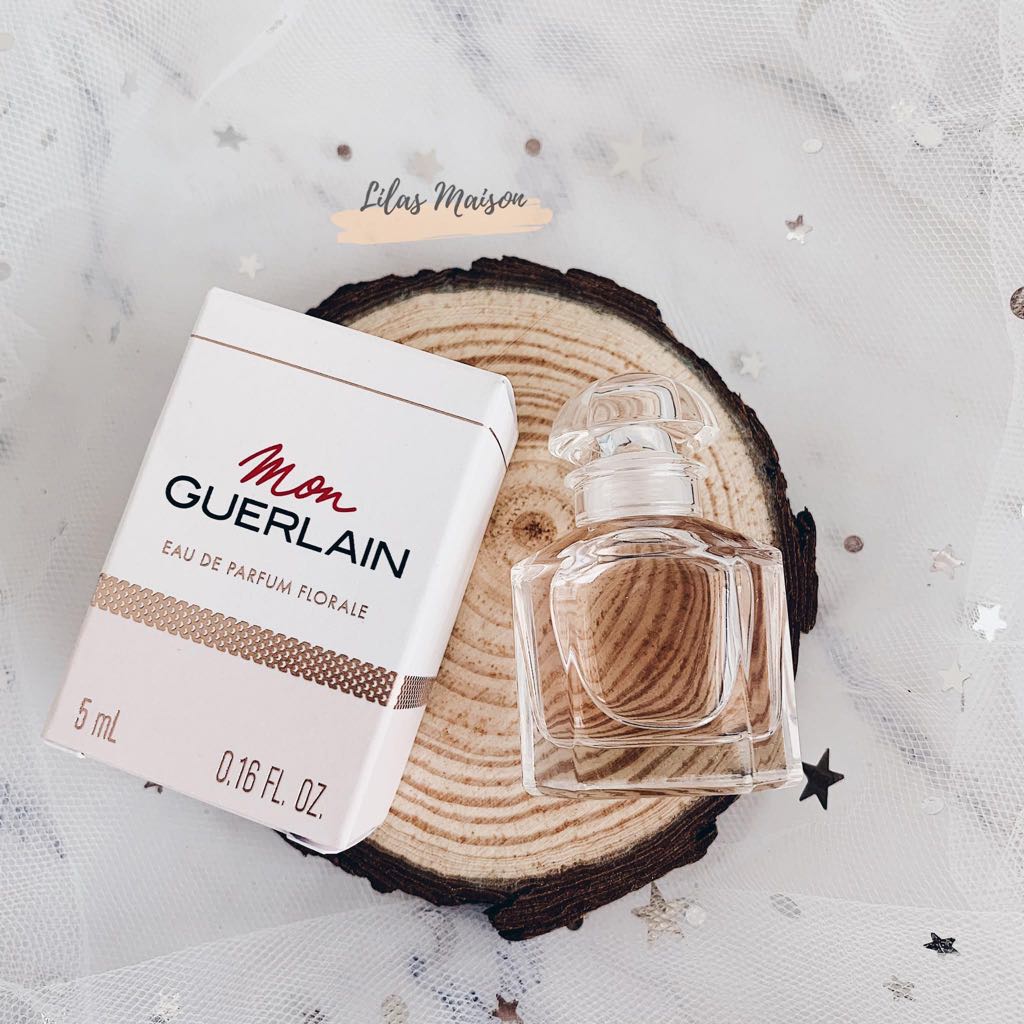 Lilas Maison
Mon
GUERLAIN
EAU DE PARFUM FLORALE
5 mL
0.16 FL. OZ.